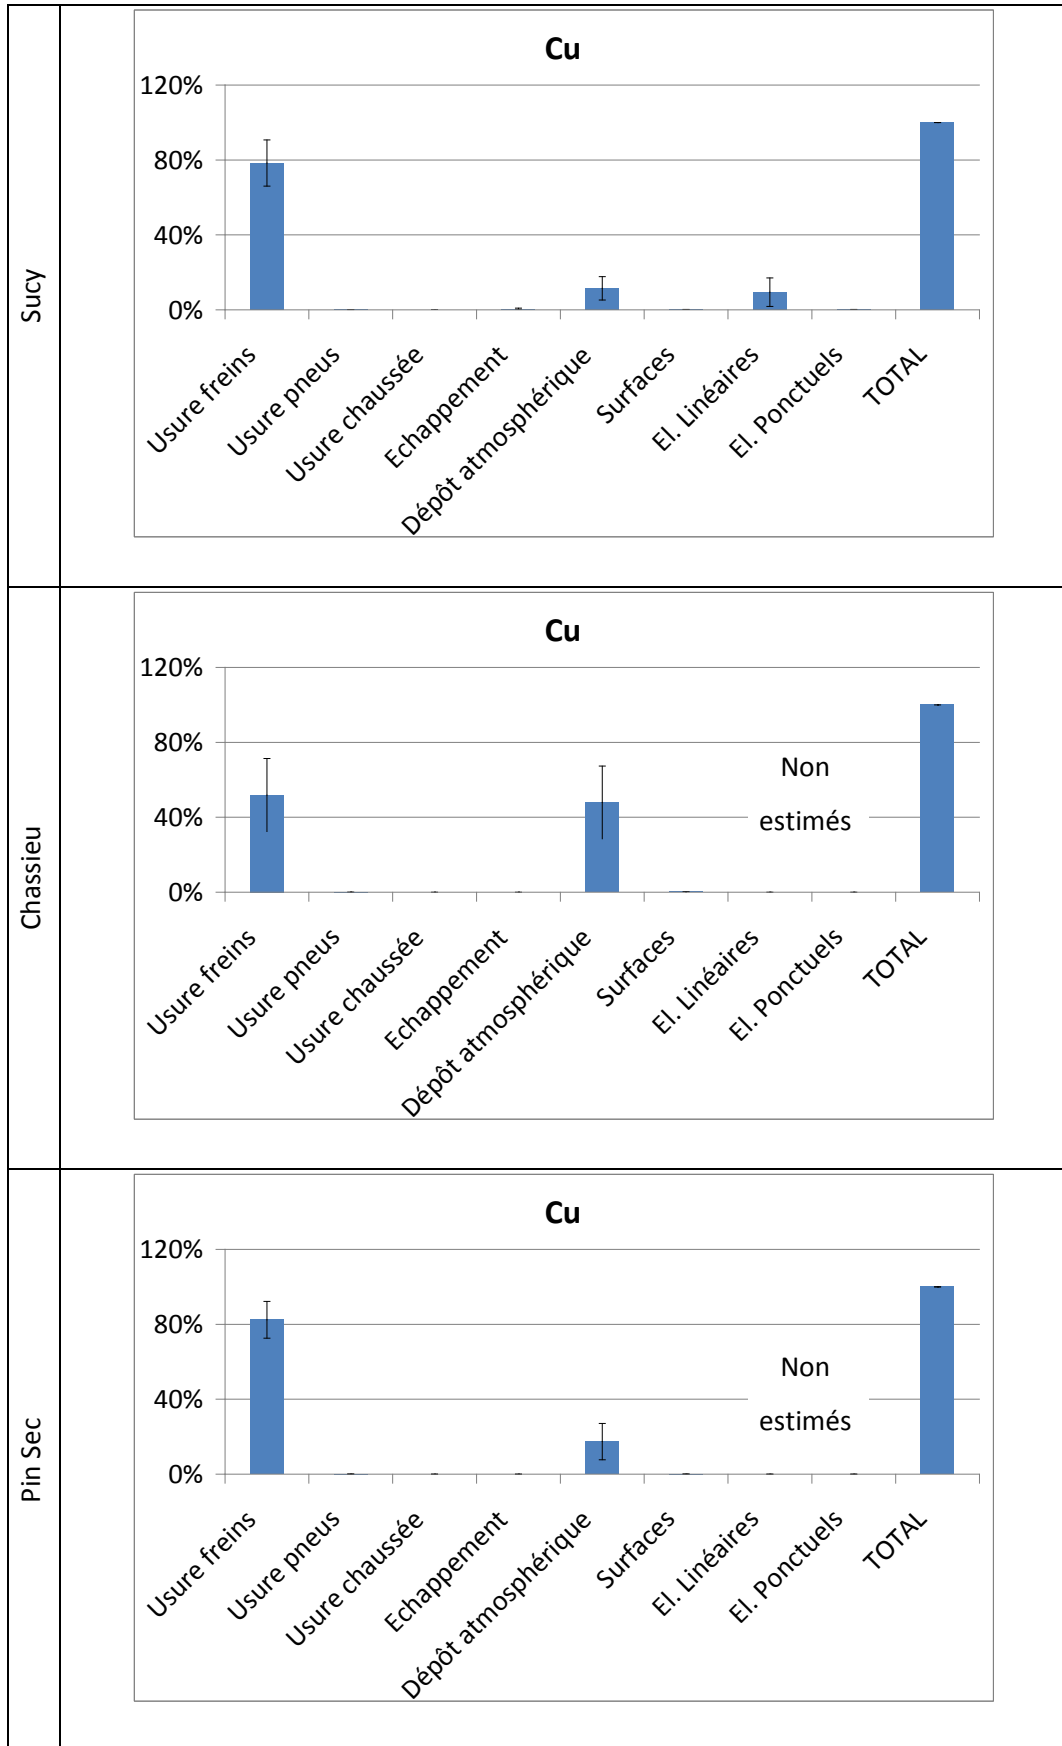 Sucy
Cu
120%
80%
40%
0%
Usure freins
Usure pneus
Usure chaussée
Echappement
Dépôt atmosphérique
Surfaces
El. Linéaires
El. Ponctuels
TOTAL
Chassieu
Cu
120%
80%
40%
0%
Non
estimés
Usure freins
Usure pneus
Usure chaussée
Echappement
Dépôt atmosphérique
Surfaces
El. Linéaires
El. Ponctuels
TOTAL
Pin Sec
Cu
120%
80%
40%
0%
Non
estimés
Usure freins
Usure pneus
Usure chaussée
Echappement
Dépôt atmosphérique
Surfaces
El. Linéaires
El. Ponctuels
TOTAL